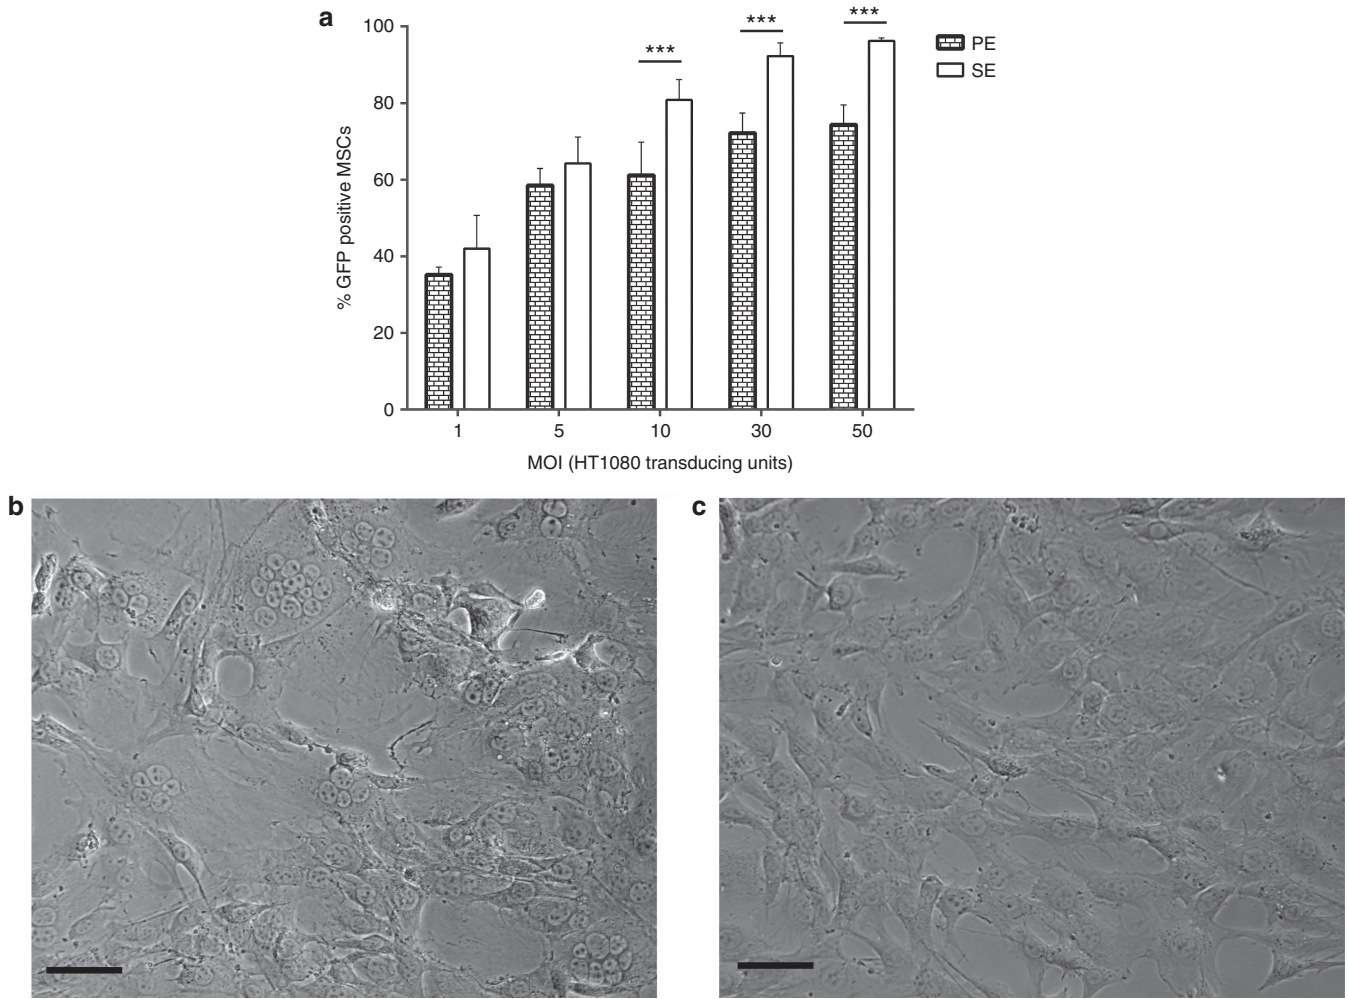 a
100
80
60
40
20
0
% GFP positive MSCs
***
***
***
PE
SE
1 5 10 30 50
MOI (HT1080 transducing units)
b
c